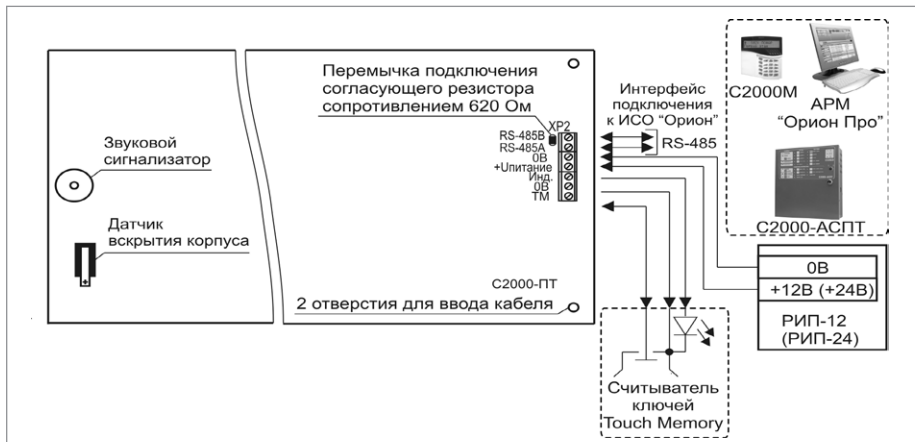 Перемычка подключения
согласующего резистора
сопротивлением 620 Ом
Звуковой
сигнализатор
Датчик
вскрытия корпуса
XP2
RS-485В
RS-485А
0В
+Uпитание
Инд.
0В
ТМ
С2000-ПТ
2 отверстия для ввода кабеля
Интерфейс
подключения
к ИСО “Орион”
RS-485
С2000М
АРМ
“Орион Про”
С2000-АСПТ
0В
+12В (+24В)
РИП-12
(РИП-24)
Считыватель
ключей
Touch Memory